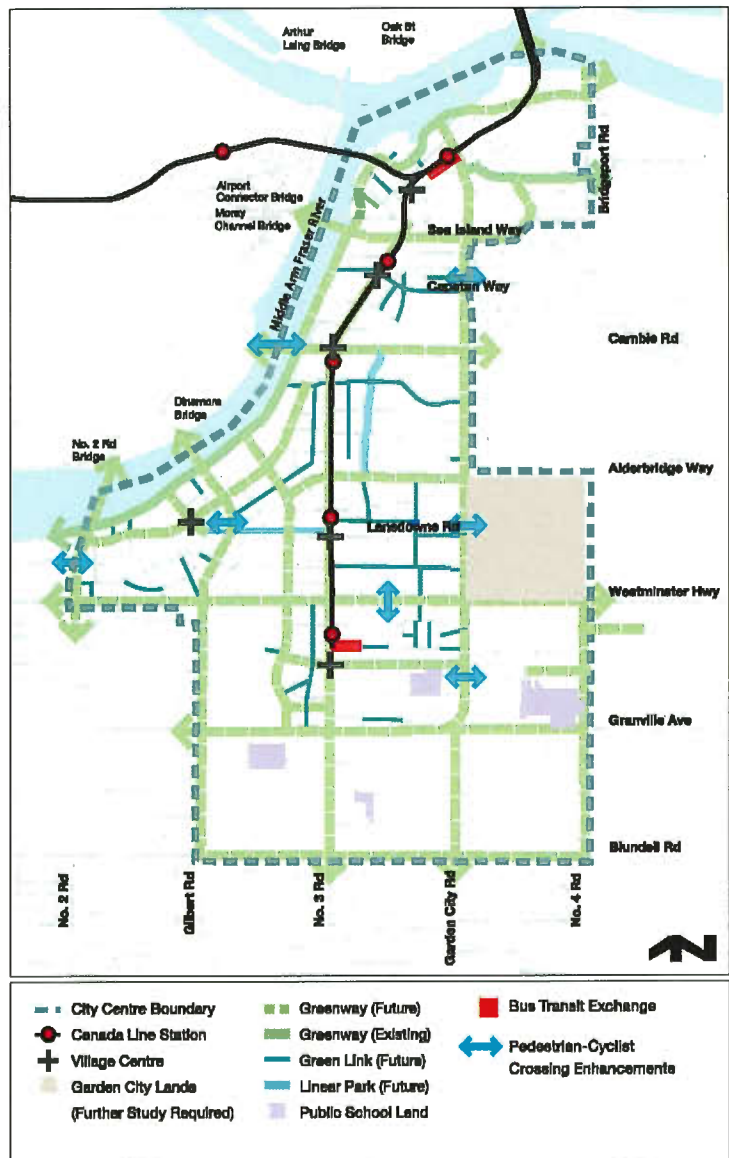 Arthur
Laing Bridge
Oak St
Bridge
Bridgeport Rd
Airport
Connector Bridge
Moray
Channel Bridge
Middle Arm Fraser River
Sea Island Way
Capstan Way
Cambie Rd
Dinsmore
Bridge
No. 2 Rd
Bridge
Alderbridge Way
Lansdowne Rd
Westminster Hwy
Granville Ave
Blundell Rd
No. 2 Rd
Gilbert Rd
No. 3 Rd
Garden City Rd
No. 4 Rd
N
City Centre Boundary
Canada Line Station
Village Centre
Garden City Lands
(Further Study Required)
Greenway (Future)
Greenway (Existing)
Green Link (Future)
Linear Park (Future)
Public School Land
Bus Transit Exchange
Pedestrian-Cyclist
Crossing Enhancements